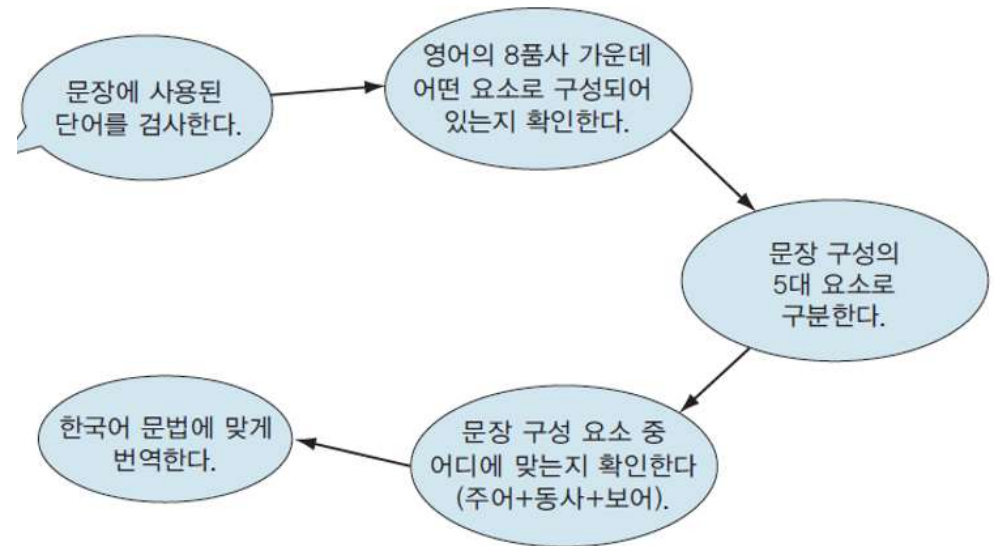 문장에 사용된
단어를 검사한다.
영어의 8품사 가운데
어떤 요소로 구성되어
있는지 확인한다.
문장 구성의
5대 요소로
구분한다.
문장 구성 요소 중
어디에 맞는지 확인한다
(주어+동사+보어).
한국어 문법에 맞게
번역한다.